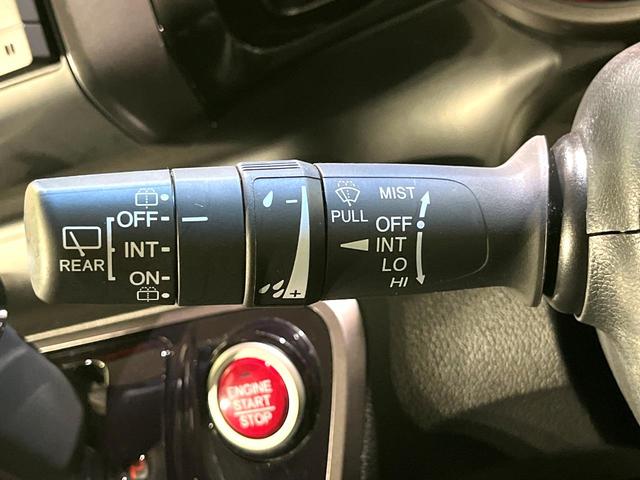 OFF
INT
REAR
ON
−
+
PULL
MIST
OFF
INT
LO
HI
ENGINE
START
STOP